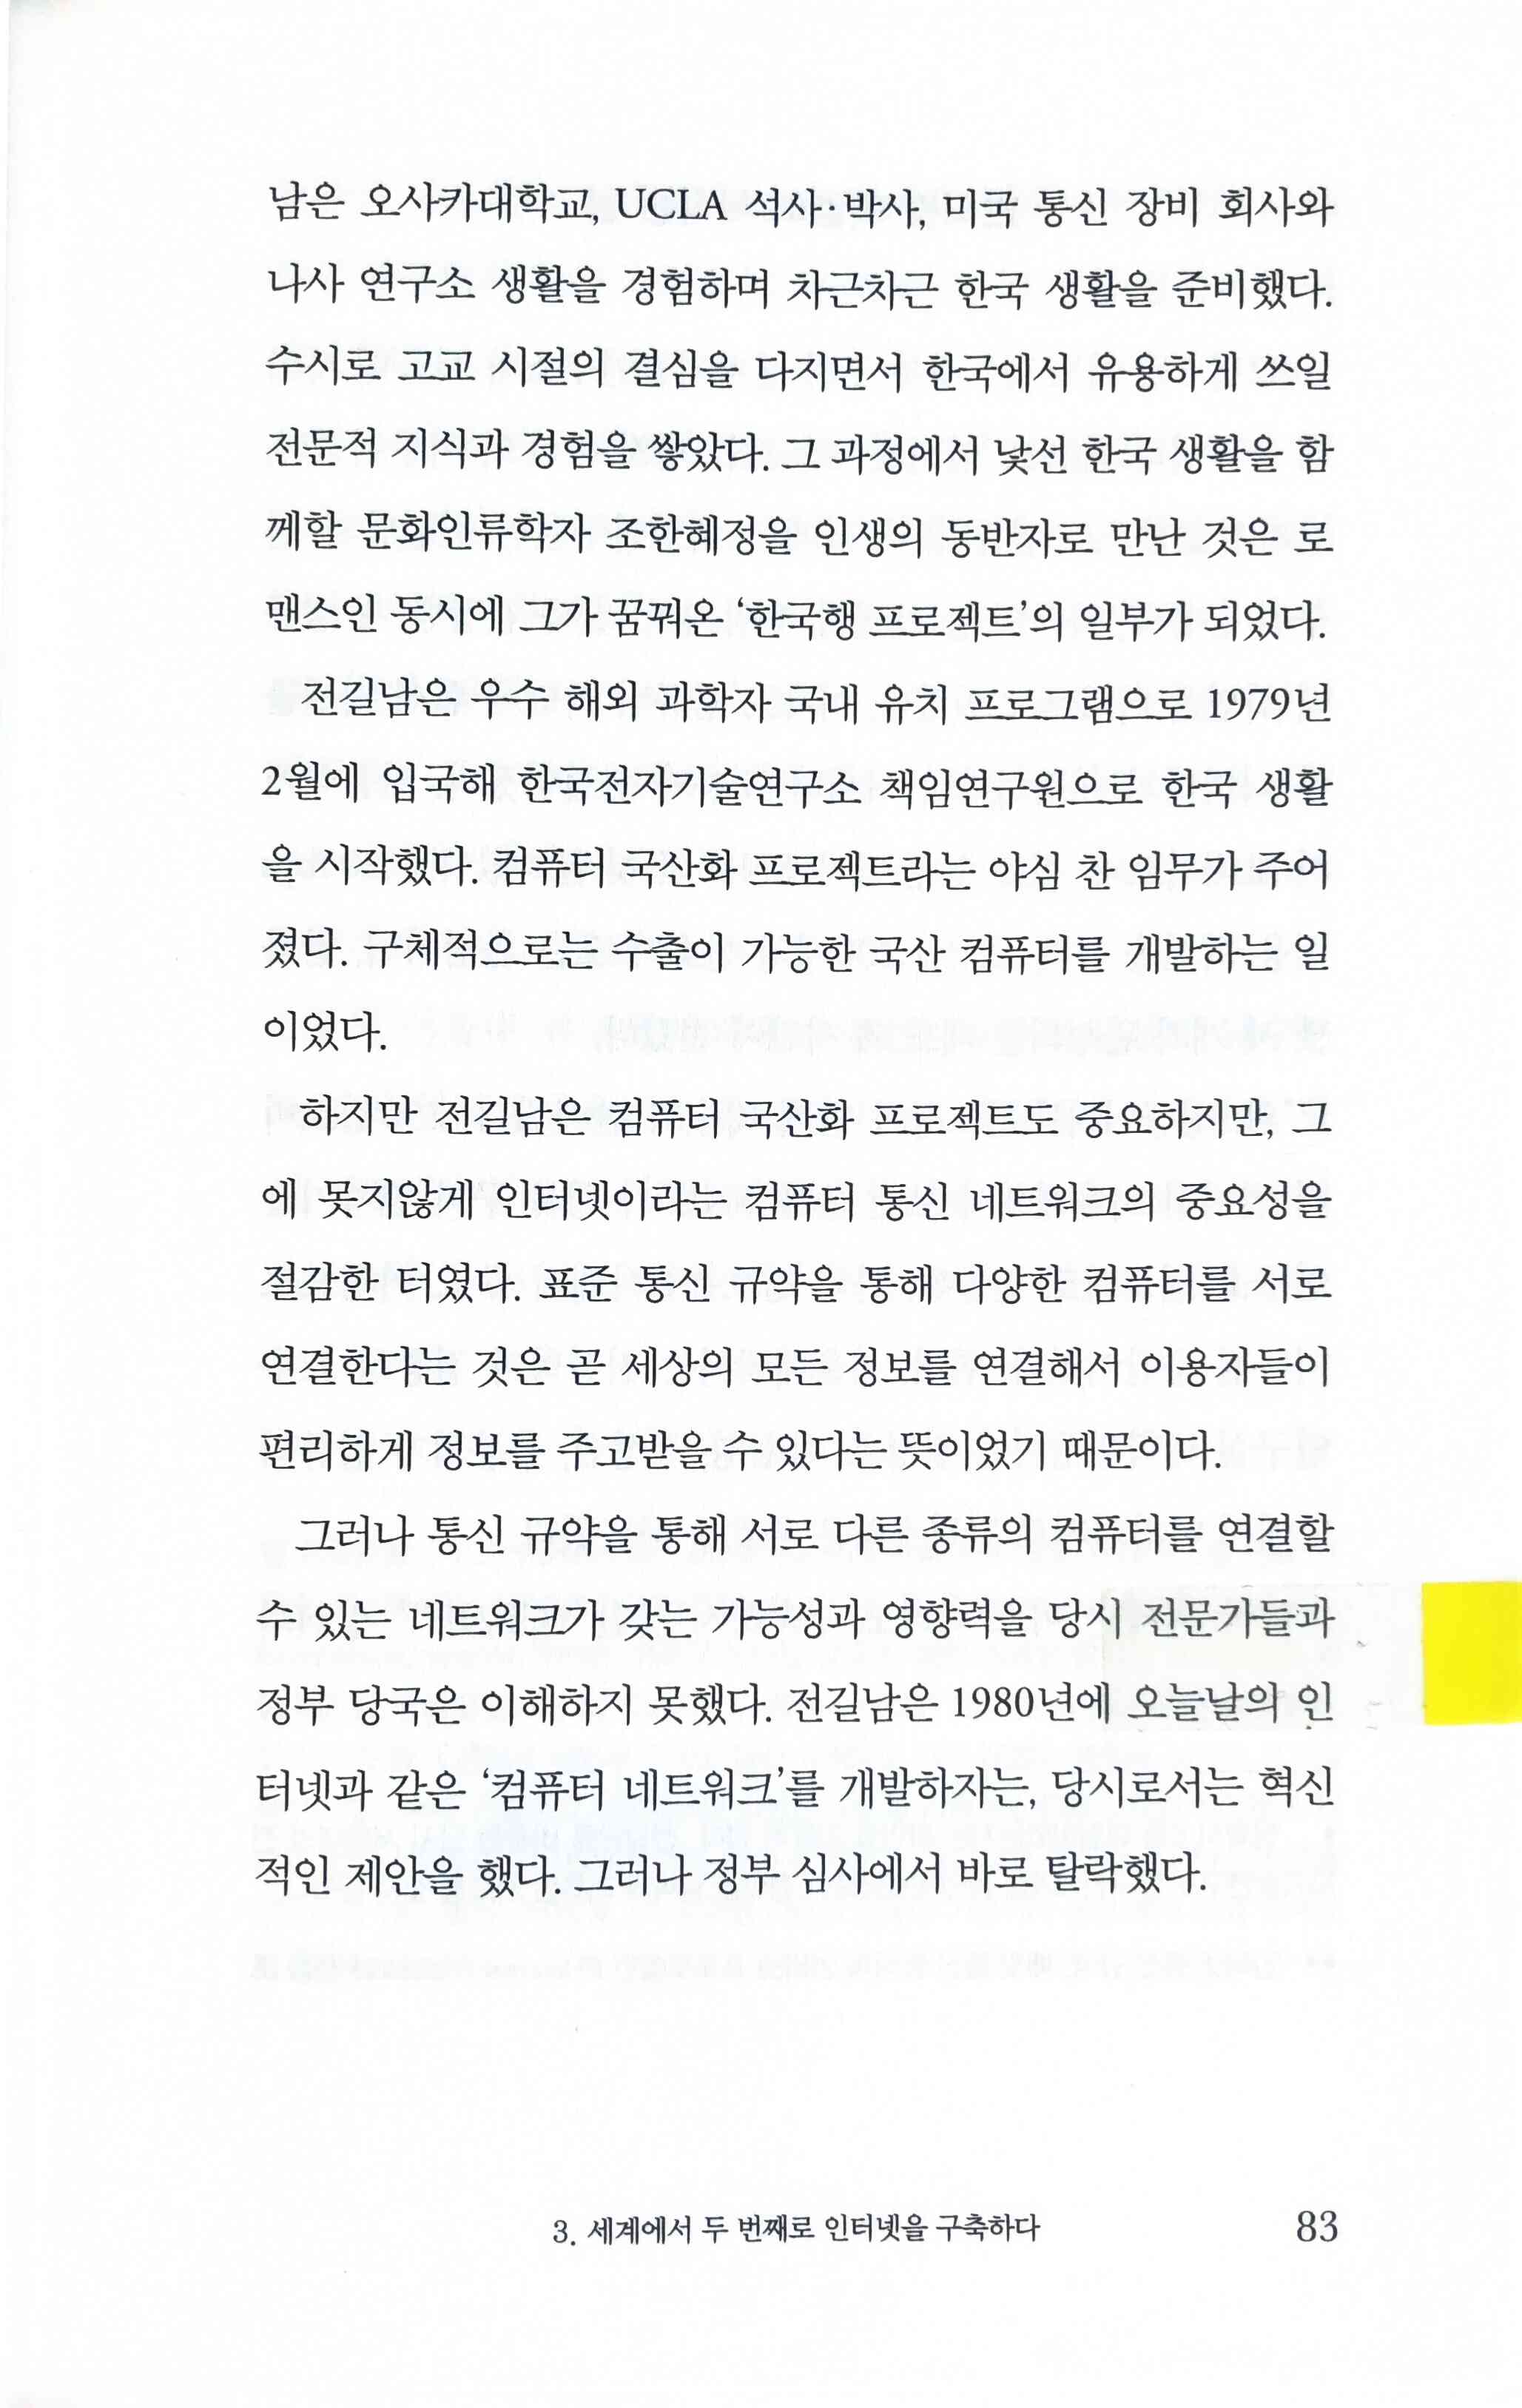 남은 오사카대학교, UCLA 석사·박사, 미국 통신 장비 회사와
나사 연구소 생활을 경험하며 차근차근 한국 생활을 준비했다.
수시로 고교 시절의 결심을 다지면서 한국에서 유용하게 쓰일
전문적 지식과 경험을 쌓았다. 그 과정에서 낯선 한국 생활을 함
께할 문화인류학자 조한혜정을 인생의 동반자로 만난 것은 로
맨스인 동시에 그가 꿈꿔온 ‘한국행 프로젝트’의 일부가 되었다.
전길남은 우수 해외 과학자 국내 유치 프로그램으로 1979년
2월에 입국해 한국전자기술연구소 책임연구원으로 한국 생활
을 시작했다. 컴퓨터 국산화 프로젝트라는 야심 찬 임무가 주어
졌다. 구체적으로는 수출이 가능한 국산 컴퓨터를 개발하는 일
이었다.
하지만 전길남은 컴퓨터 국산화 프로젝트도 중요하지만, 그
에 못지않게 인터넷이라는 컴퓨터 통신 네트워크의 중요성을
절감한 터였다. 표준 통신 규약을 통해 다양한 컴퓨터를 서로
연결한다는 것은 곧 세상의 모든 정보를 연결해서 이용자들이
편리하게 정보를 주고받을 수 있다는 뜻이었기 때문이다.
그러나 통신 규약을 통해 서로 다른 종류의 컴퓨터를 연결할
수 있는 네트워크가 갖는 가능성과 영향력을 당시 전문가들과
정부 당국은 이해하지 못했다. 전길남은 1980년에 오늘날의 인
터넷과 같은 ‘컴퓨터 네트워크’를 개발하자는, 당시로서는 혁신
적인 제안을 했다. 그러나 정부 심사에서 바로 탈락했다.
3. 세계에서 두 번째로 인터넷을 구축하다 83